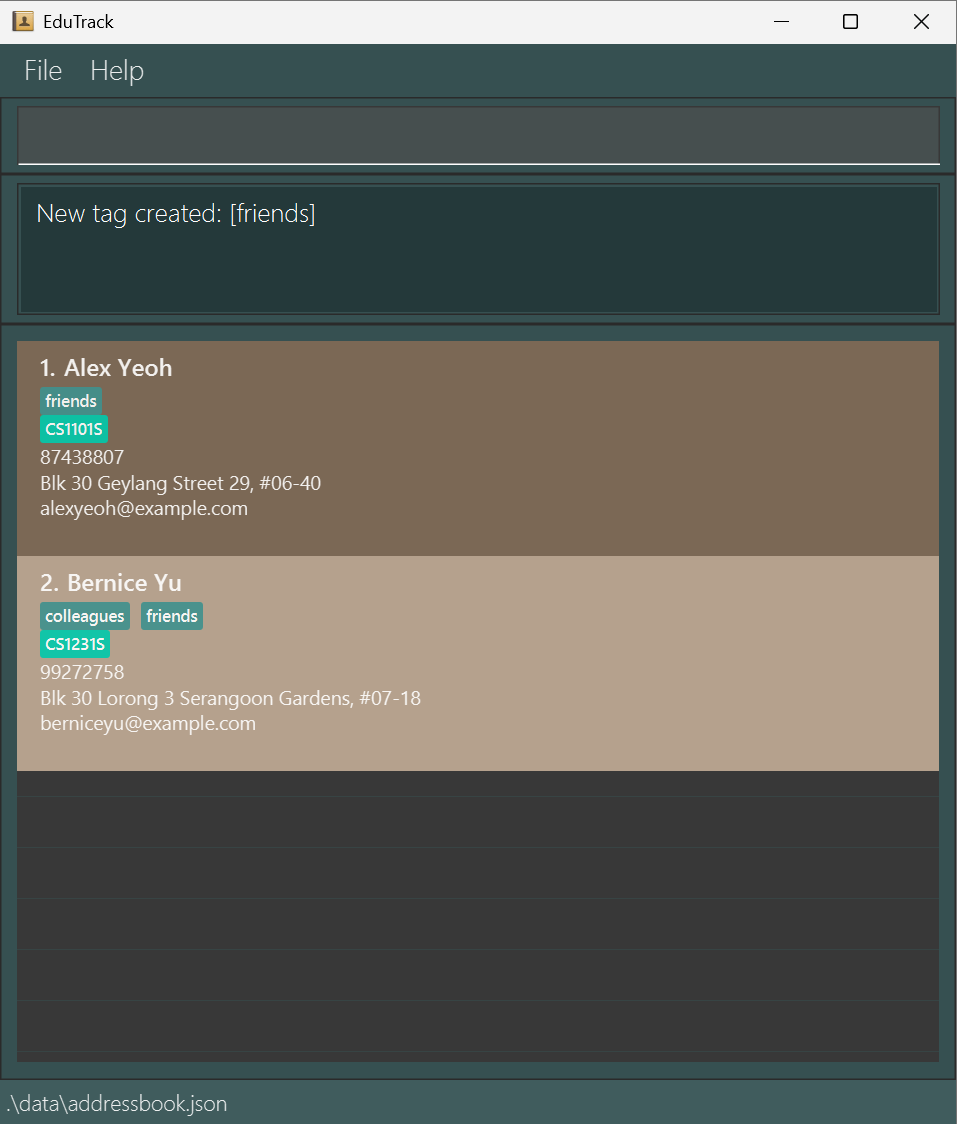 EduTrack
File Help
New tag created: [friends]
1. Alex Yeoh
friends
CS1101S
87438807
Blk 30 Geylang Street 29, #06-40
alexyeoh@example.com
2. Bernice Yu
colleagues friends
CS1231S
99272758
Blk 30 Lorong 3 Serangoon Gardens, #07-18
berniceyu@example.com
.\data\addressbook.json